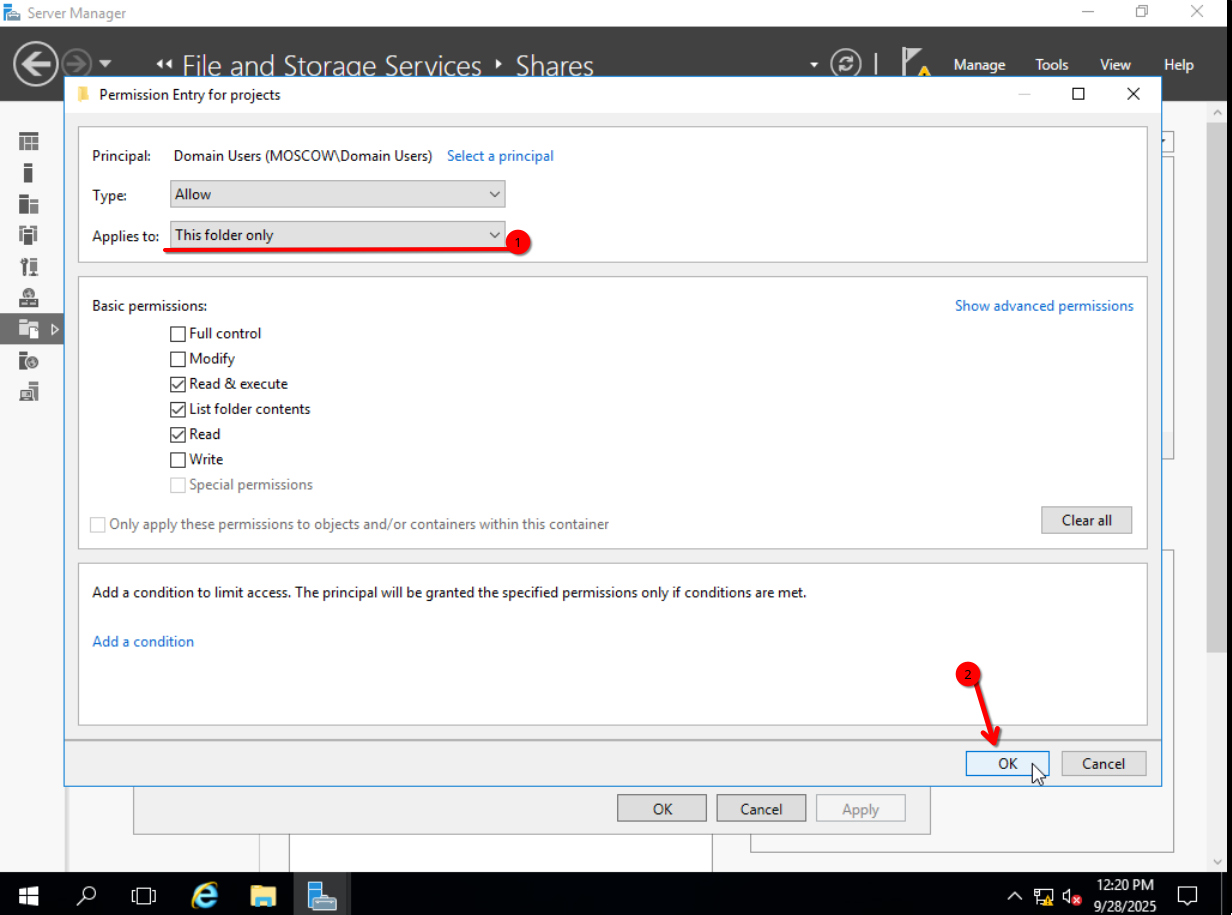 Server Manager
File and Storage Services
Shares
Manage
Tools
View
Help
Permission Entry for projects
Principal:
Domain Users (MOSCOW\Domain Users)
Select a principal
Type:
Allow
Applies to:
This folder only
1
Basic permissions:
Show advanced permissions
Full control
Modify
Read & execute
List folder contents
Read
Write
Special permissions
Only apply these permissions to objects and/or containers within this container
Clear all
Add a condition to limit access. The principal will be granted the specified permissions only if conditions are met.
Add a condition
2
OK
Cancel
OK
Cancel
Apply
12:20 PM
9/28/2025